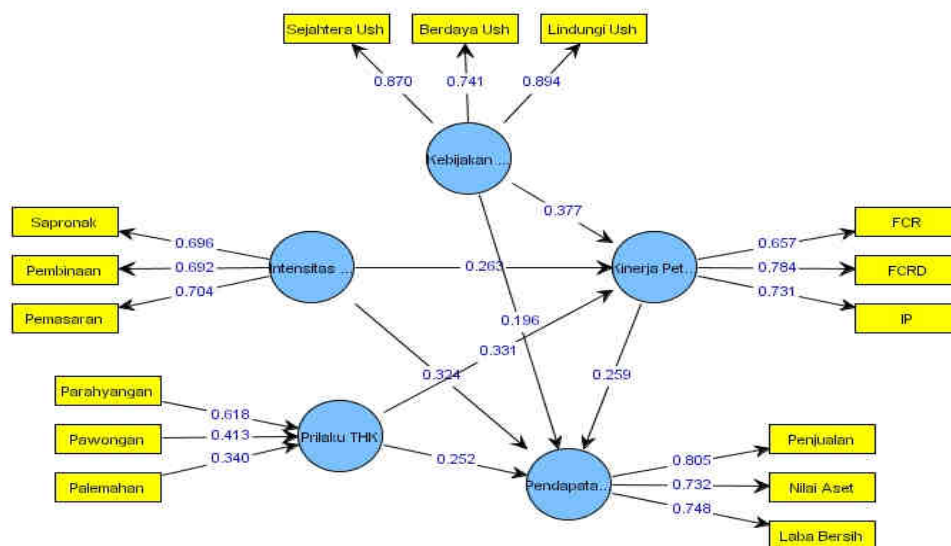 Sejahtera Ush
Berdaya Ush
Lindungi Ush
0.870
0.741
0.894
Kebijakan ...
0.377
Sapronak
Pembinaan
Pemasaran
0.696
0.692
0.704
Intensitas ...
0.263
Kinerja Pet...
0.657
0.784
0.731
FCR
FCRD
IP
0.196
0.331
0.324
0.259
Parahyangan
Pawongan
Palemahan
0.618
0.413
0.340
Prilaku THK
0.252
Pendapata...
0.805
0.732
0.748
Penjualan
Nilai Aset
Laba Bersih